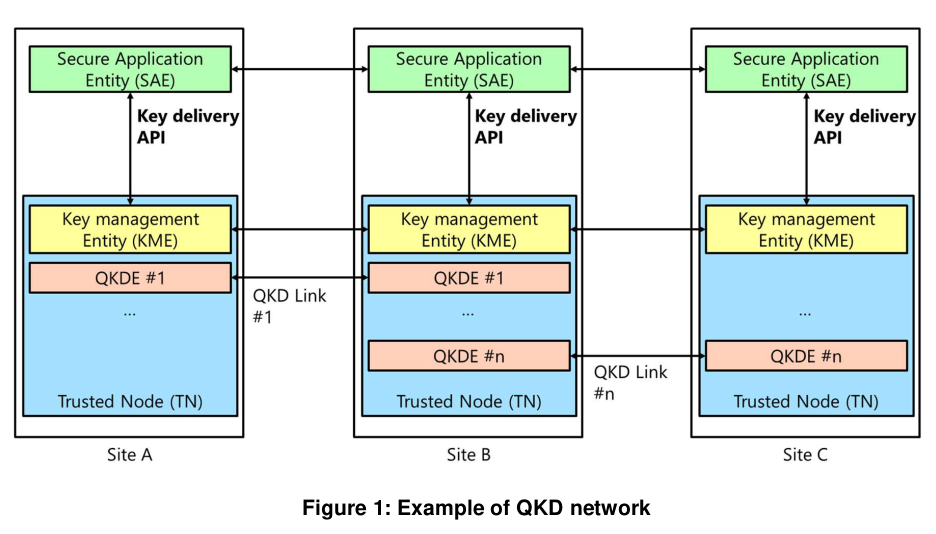 Secure Application
Entity (SAE)
Secure Application
Entity (SAE)
Secure Application
Entity (SAE)
Key delivery
API
Key delivery
API
Key delivery
API
Key management
Entity (KME)
Key management
Entity (KME)
Key management
Entity (KME)
QKDE #1
QKDE #1
QKD Link
#1
...
...
...
QKDE #n
QKDE #n
QKD Link
#n
Trusted Node (TN)
Trusted Node (TN)
Trusted Node (TN)
Site A
Site B
Site C
Figure 1: Example of QKD network